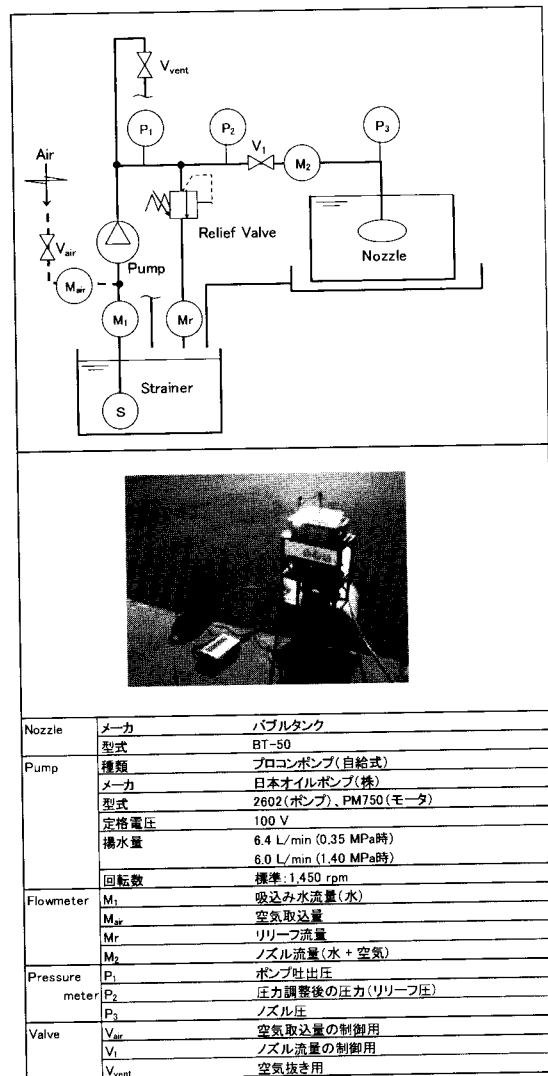 V_vent
P₁
P₂
P₃
V₁
M₂
Air
Relief Valve
Nozzle
V_air
Pump
M_air
M₁
Mr
Strainer
S
Nozzle メーカ バブルタンク
型式 BT-50
Pump 種類 プロコンポンプ(自給式)
メーカ 日本オイルポンプ(株)
型式 2602(ポンプ)、PM750(モータ)
定格電圧 100 V
揚水量 6.4 L/min (0.35 MPa時)
6.0 L/min (1.40 MPa時)
回転数 標準:1,450 rpm
Flowmeter M₁ 吸込み水流量(水)
M_air 空気取込量
Mr リリーフ流量
M₂ ノズル流量(水 + 空気)
Pressure P₁ ポンプ吐出圧
meter P₂ 圧力調整後の圧力(リリーフ圧)
P₃ ノズル圧
Valve V_air 空気取込量の制御用
V₁ ノズル流量の制御用
V_vent 空気抜き用